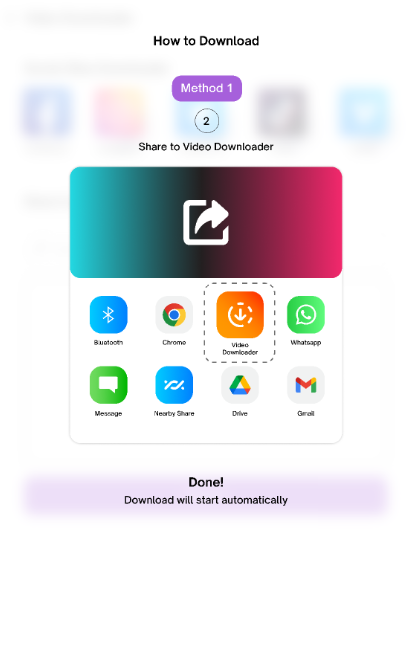 How to Download
Method 1
2
Share to Video Downloader
Bluetooth
Chrome
Video
Downloader
Whatsapp
Message
Nearby Share
Drive
Gmail
Done!
Download will start automatically